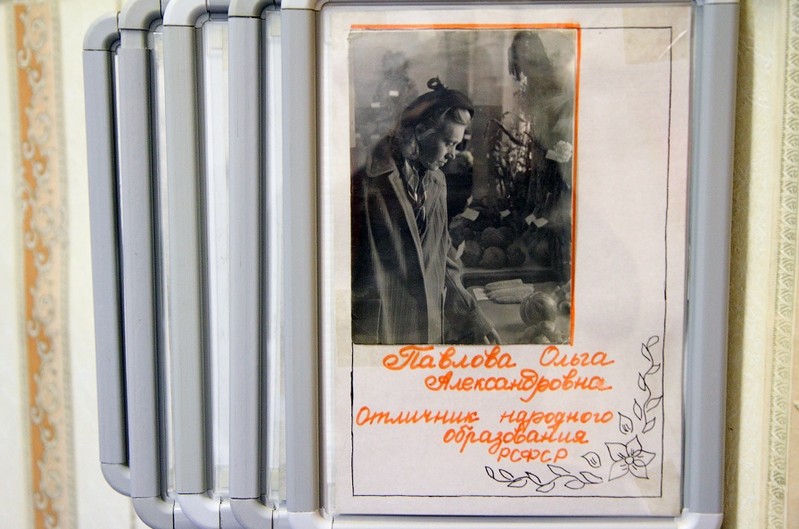 Павлова Ольга
Александровна
Отличник народного
образования
РСФСР